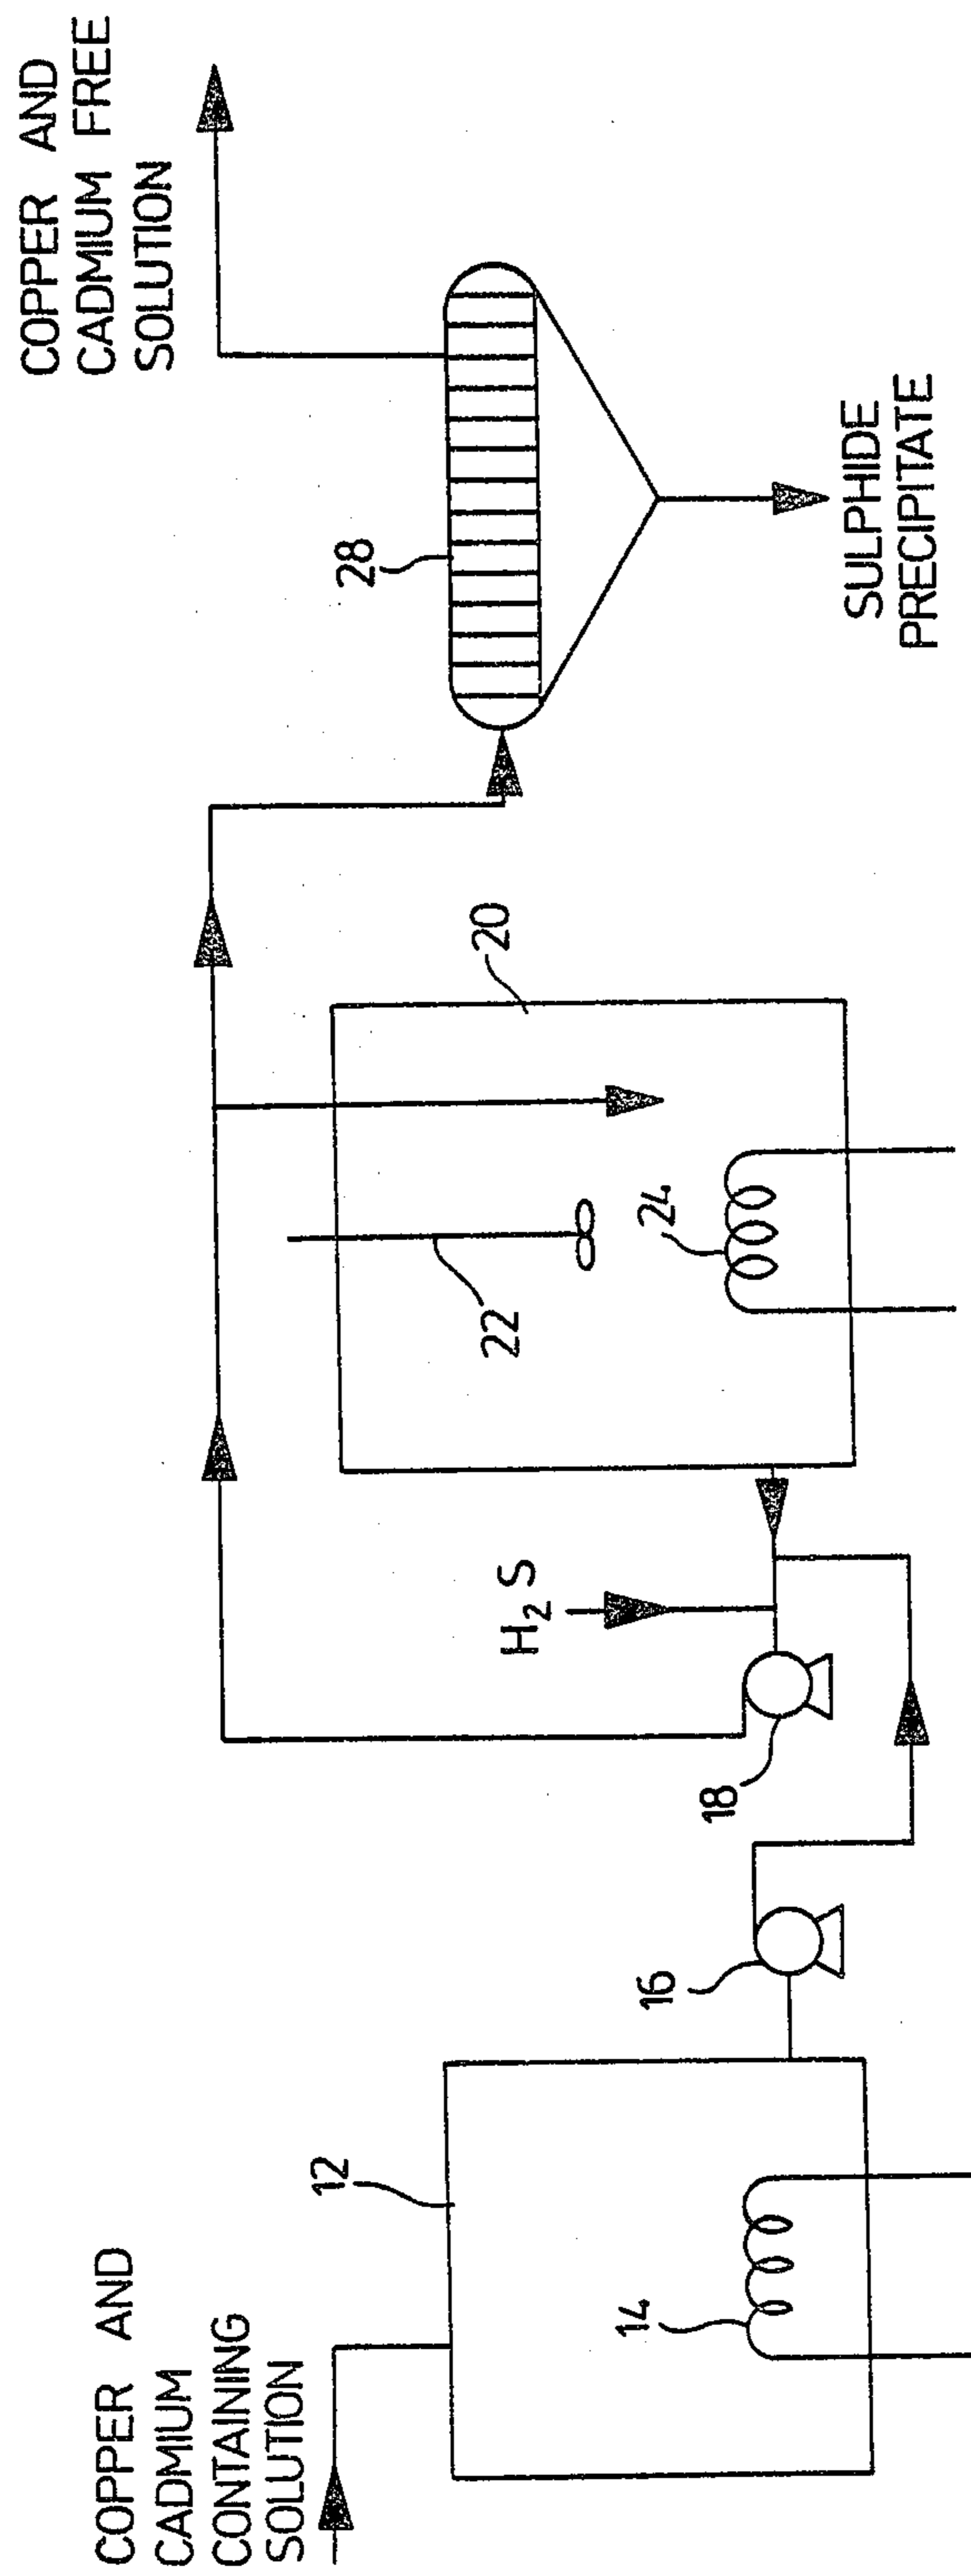 COPPER AND
CADMIUM
CONTAINING
SOLUTION
12
14
16
18
H₂ S
22
24
20
28
COPPER AND
CADMIUM FREE
SOLUTION
SULPHIDE
PRECIPITATE